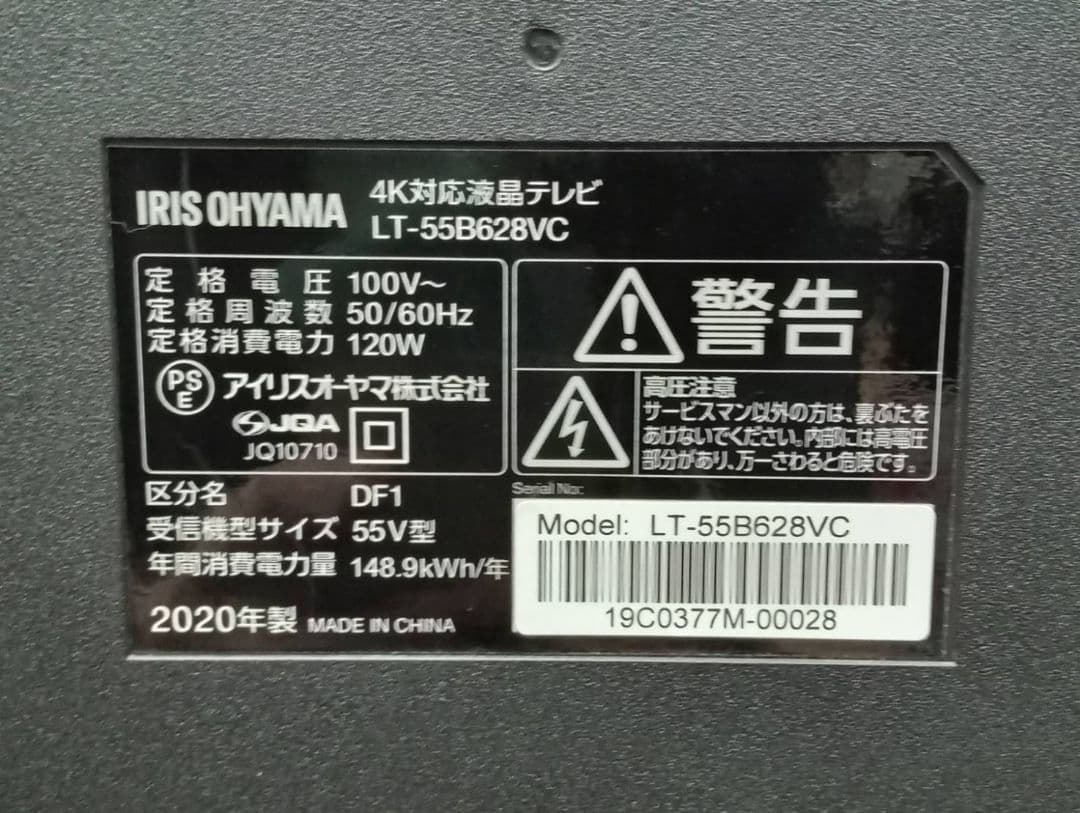 IRIS OHYAMA
4K対応液晶テレビ
LT-55B628VC
定格電圧 100V~
定格周波数 50/60Hz
定格消費電力 120W
PS
E
アイリスオーヤマ株式会社
JQA
JQ10710
警告
高圧注意
サービスマン以外の方は、裏ぶたを
あけないでください。内部には高電圧
部分があり、万一さわると危険です。
区分名 DF1
受信機型サイズ 55V型
年間消費電力量 148.9kWh/年
2020年製 MADE IN CHINA
Serial No:
Model: LT-55B628VC
19C0377M-00028